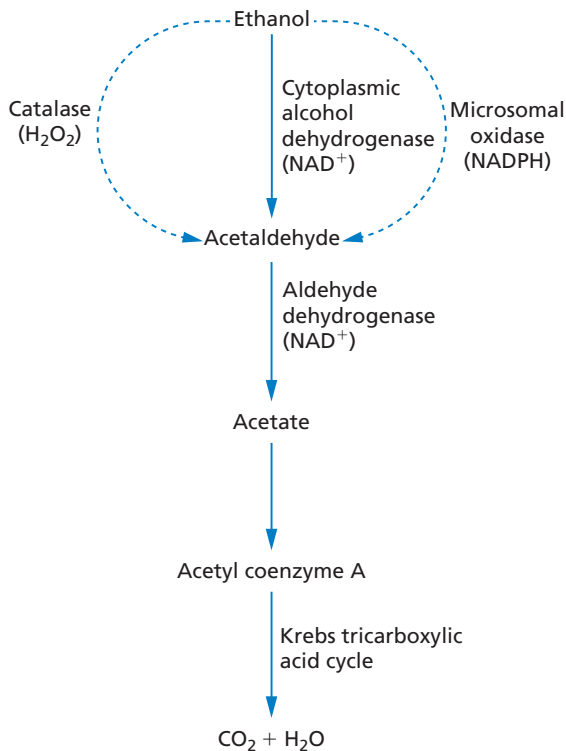 Ethanol
Catalase
(H₂O₂)
Cytoplasmic
alcohol
dehydrogenase
(NAD⁺)
Microsomal
oxidase
(NADPH)
Acetaldehyde
Aldehyde
dehydrogenase
(NAD⁺)
Acetate
Acetyl coenzyme A
Krebs tricarboxylic
acid cycle
CO₂ + H₂O